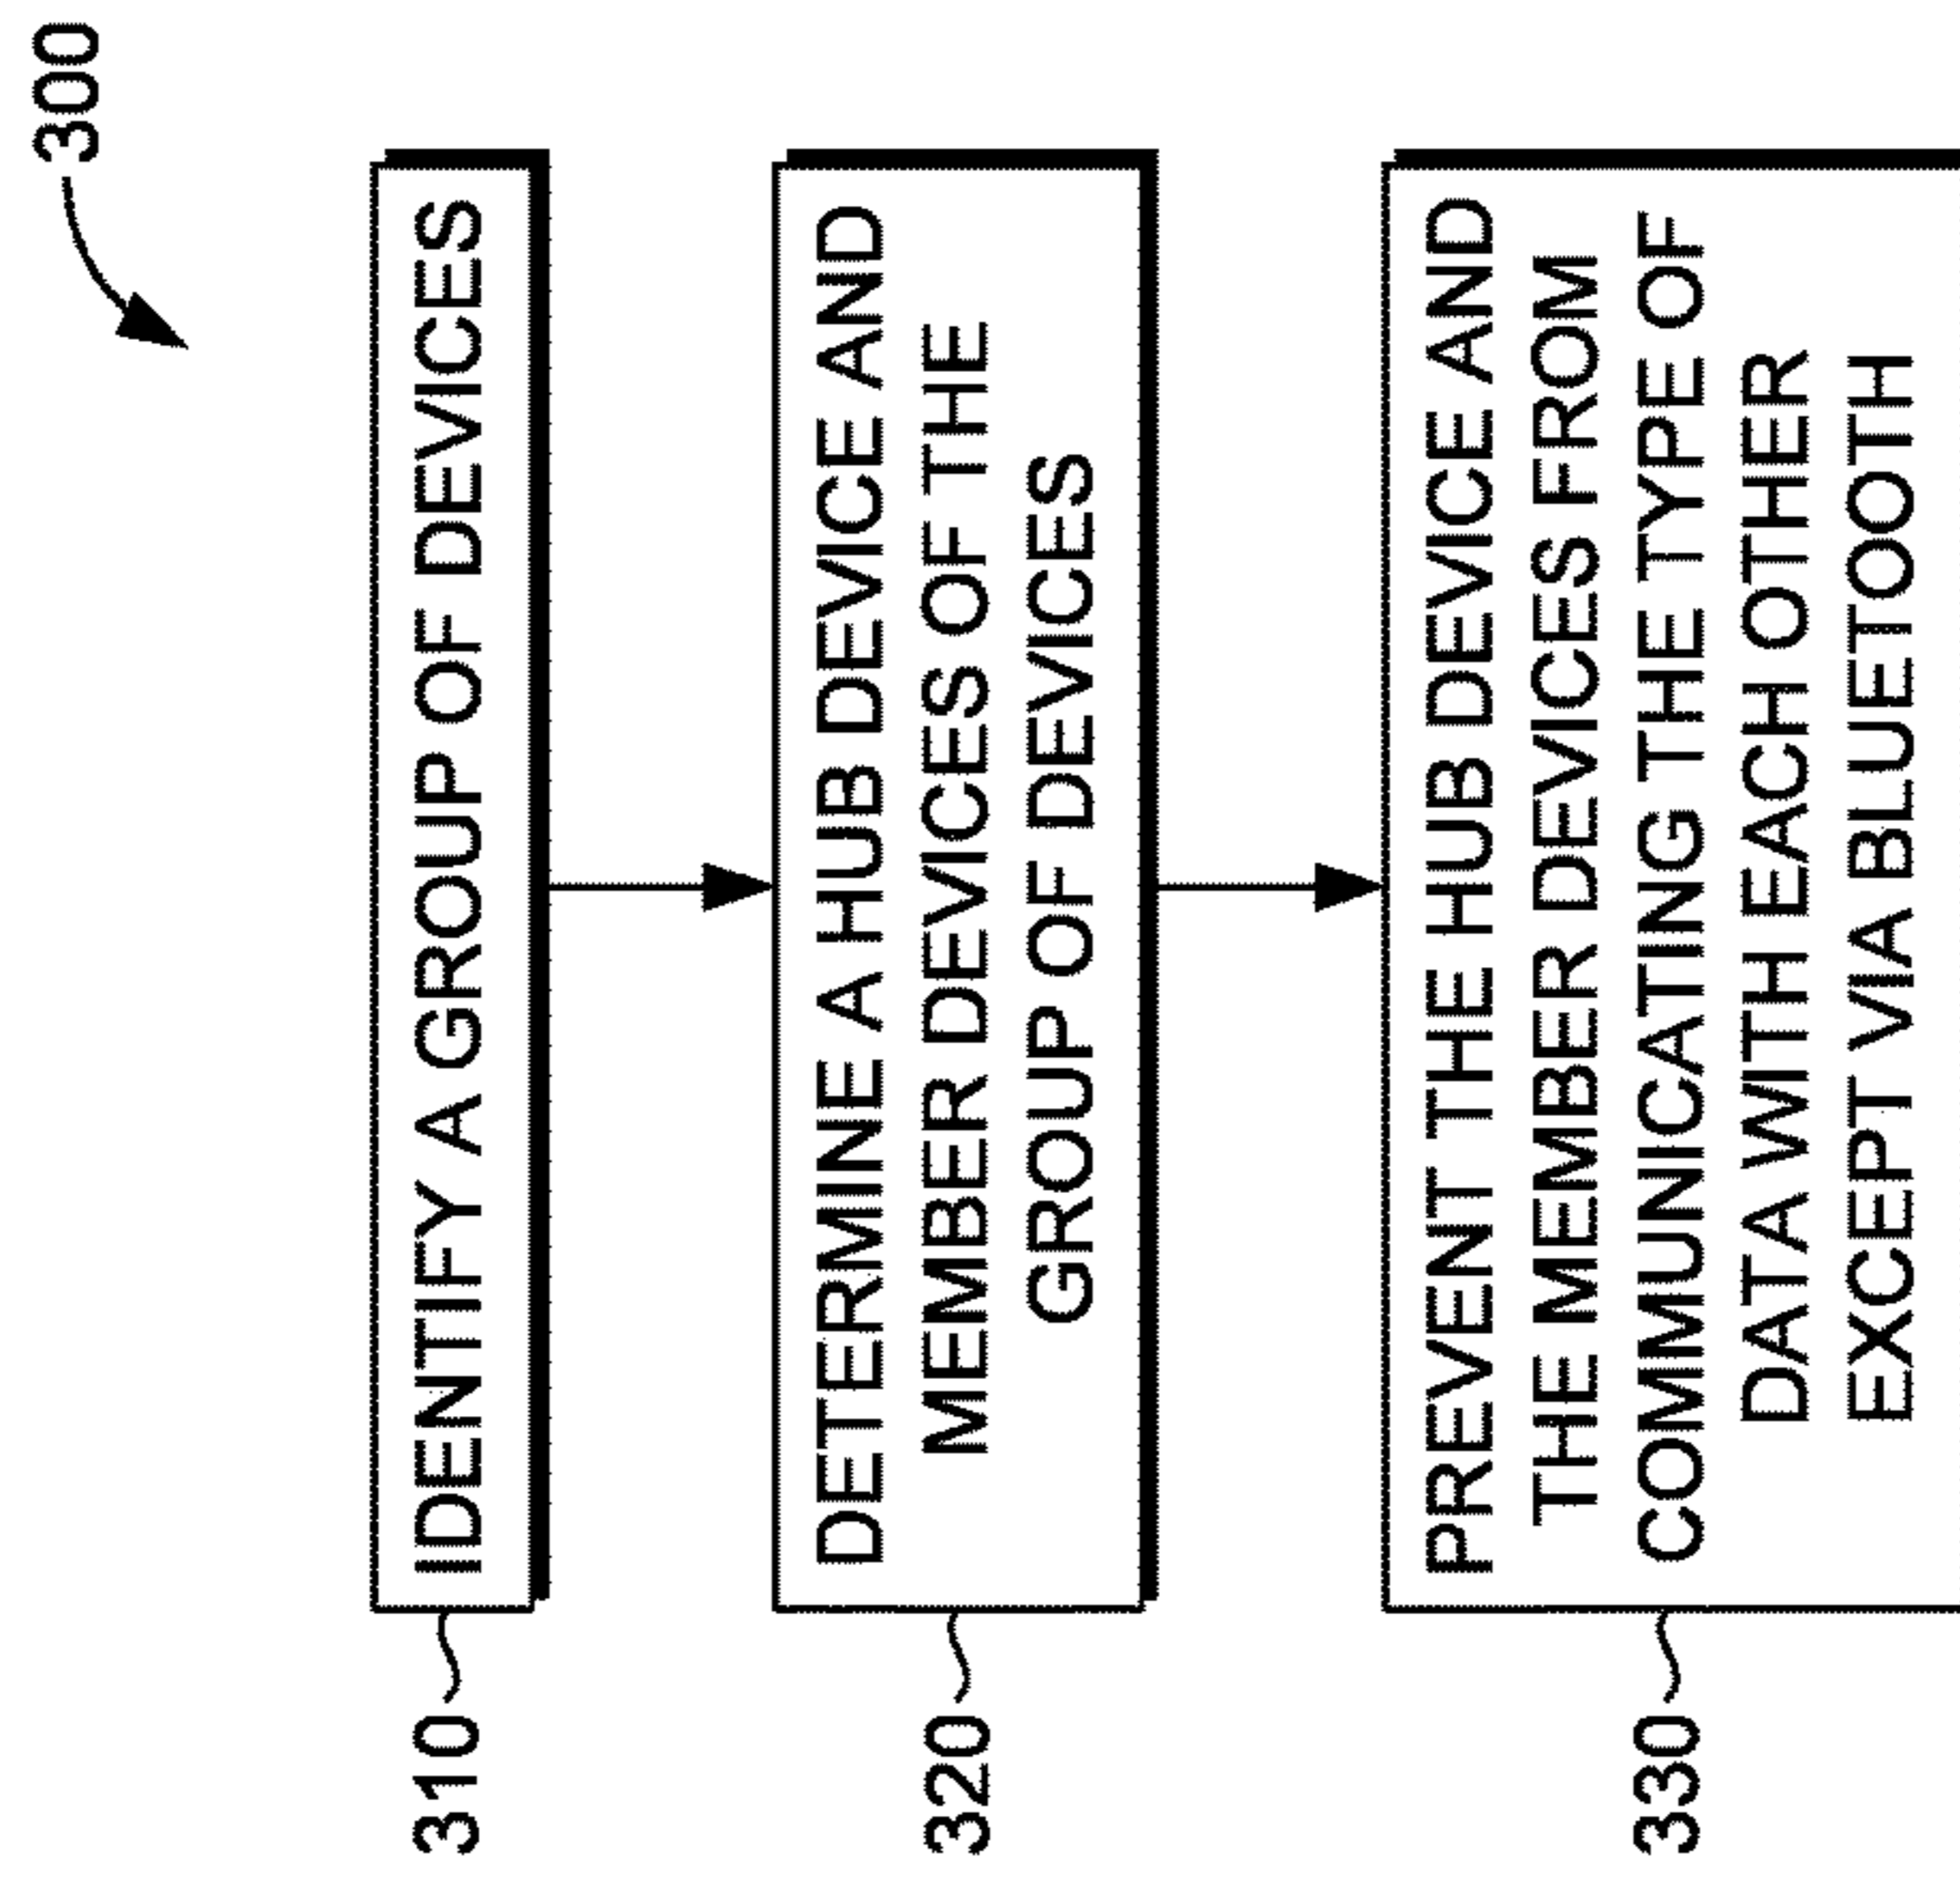 300
310
IDENTIFY A GROUP OF DEVICES
320
DETERMINE A HUB DEVICE AND
MEMBER DEVICES OF THE
GROUP OF DEVICES
330
PREVENT THE HUB DEVICE AND
THE MEMBER DEVICES FROM
COMMUNICATING THE TYPE OF
DATA WITH EACH OTHER
EXCEPT VIA BLUETOOTH